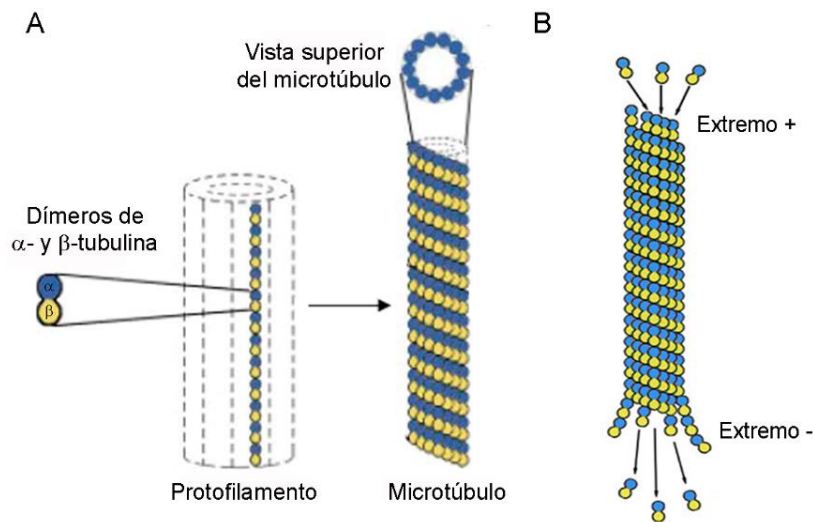 A
Vista superior
del microtúbulo
Dímeros de
α- y β-tubulina
α
β
Protofilamento
Microtúbulo
B
Extremo +
Extremo -